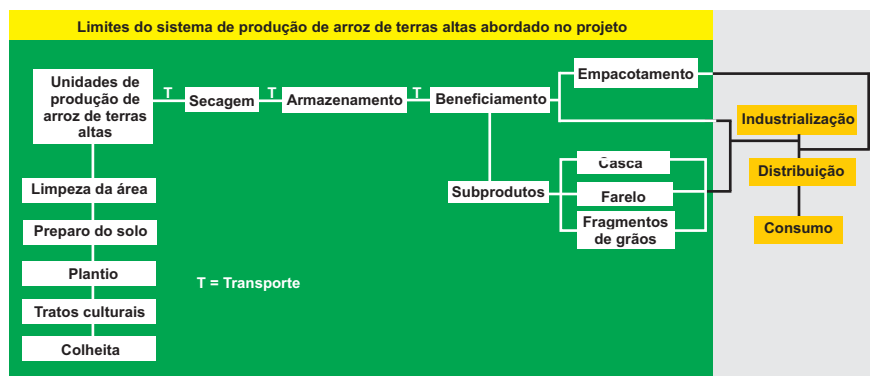 Limites do sistema de produção de arroz de terras altas abordado no projeto
Unidades de
produção de
arroz de terras
altas
T
Secagem
T
Armazenamento
T
Beneficiamento
Empacotamento
Industrialização
Casca
Distribuição
Limpeza da área
Subprodutos
Farelo
Fragmentos
de grãos
Consumo
Preparo do solo
Plantio
T = Transporte
Tratos culturais
Colheita